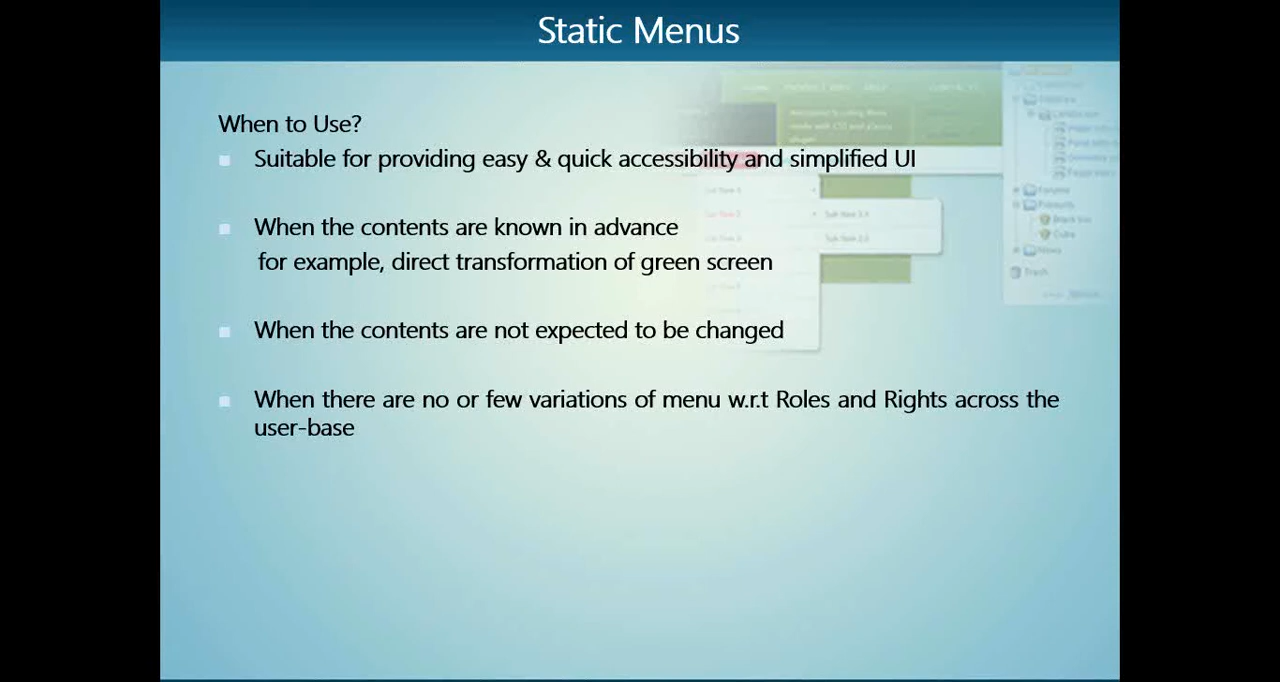 Static Menus
When to Use?
Suitable for providing easy & quick accessibility and simplified UI
When the contents are known in advance
for example, direct transformation of green screen
When the contents are not expected to be changed
When there are no or few variations of menu w.r.t Roles and Rights across the
user-base